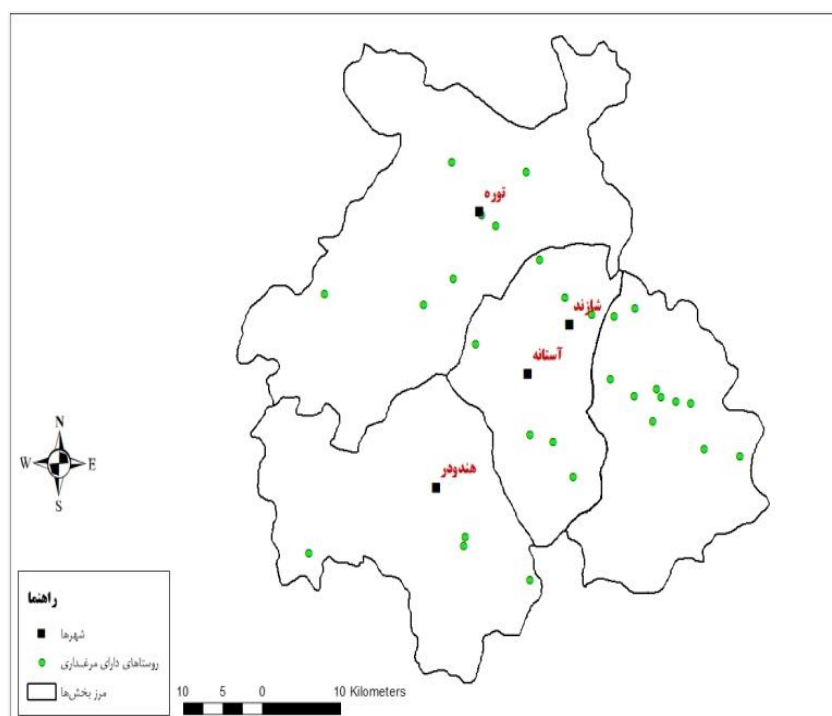 توره
شازند
آستانه
هندودر
N
W E
S
راهنما
شهرها
روستاهای دارای مرغداری
مرز بخش‌ها
10 5 0 10 Kilometers